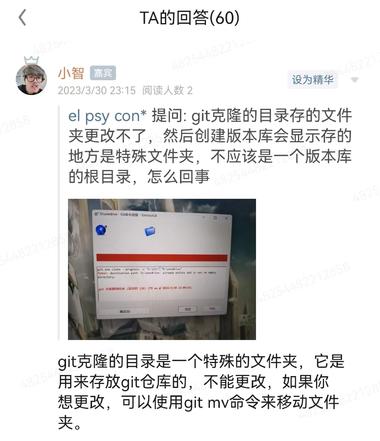 TA的回答(60)
小智 嘉宾
2023/3/30 23:15 阅读人数 2
设为精华
el psy con* 提问: git克隆的目录存的文件
夹更改不了，然后创建版本库会显示存的
地方是特殊文件夹，不应该是一个版本库
的根目录，怎么回事
git克隆的目录是一个特殊的文件夹，它是
用来存放git仓库的，不能更改，如果你
想更改，可以使用git mv命令来移动文件
夹。